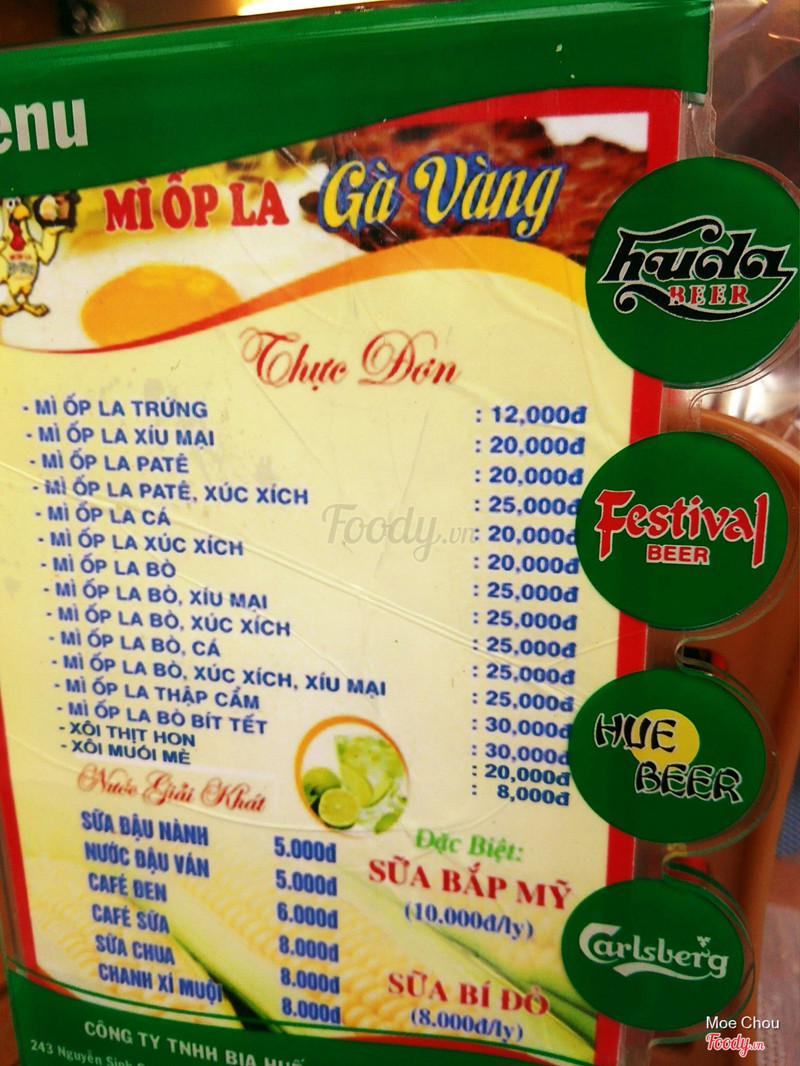 enu
MÌ ỐP LA Gà Vàng
Thực Đơn
- MÌ ỐP LA TRỨNG : 12,000đ
- MÌ ỐP LA XÍU MẠI : 20,000đ
- MÌ ỐP LA PATÊ : 20,000đ
- MÌ ỐP LA PATÊ, XÚC XÍCH : 25,000đ
- MÌ ỐP LA CÁ : 20,000đ
- MÌ ỐP LA XÚC XÍCH : 20,000đ
- MÌ ỐP LA BÒ : 25,000đ
- MÌ ỐP LA BÒ, XÍU MẠI : 25,000đ
- MÌ ỐP LA BÒ, XÚC XÍCH : 25,000đ
- MÌ ỐP LA BÒ, CÁ : 25,000đ
- MÌ ỐP LA BÒ, XÚC XÍCH, XÍU MẠI : 25,000đ
- MÌ ỐP LA THẬP CẨM : 30,000đ
- MÌ ỐP LA BÒ BÍT TẾT : 30,000đ
- XÔI THỊT HON : 20,000đ
- XÔI MUÓI MÈ : 8,000đ
Nước Giải Khát
SỮA ĐẬU NÀNH 5.000đ
NƯỚC ĐẬU VÁN 5.000đ
CAFÉ ĐEN 6.000đ
CAFÉ SỮA 8.000đ
SỮA CHUA 8.000đ
CHANH XÍ MUỘI 8.000đ
Đặc Biệt:
SỮA BẮP MỸ
(10.000đ/ly)
SỮA BÍ ĐỎ
(8.000đ/ly)
CÔNG TY TNHH BIA HUẾ
243 Nguyễn Sinh
huda
BEER
Festival
BEER
HUE
BEER
Carlsberg
Foody.vn
Moe Chou
Foody.vn